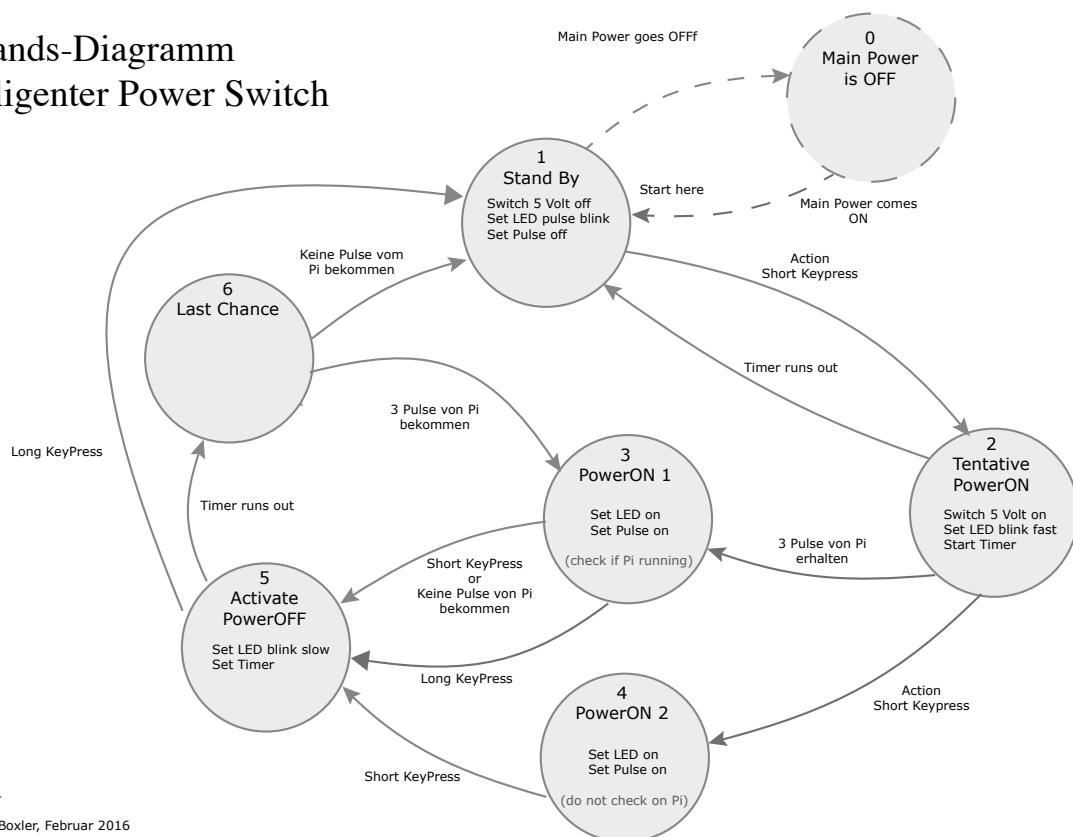 ands-Diagramm
ligenter Power Switch
Main Power goes OFFf
0
Main Power
is OFF
1
Stand By
Switch 5 Volt off
Set LED pulse blink
Set Pulse off
Start here
Main Power comes
ON
Keine Pulse vom
Pi bekommen
Action
Short Keypress
6
Last Chance
Timer runs out
3 Pulse von Pi
bekommen
Long KeyPress
3
PowerON 1
Set LED on
Set Pulse on
(check if Pi running)
2
Tentative
PowerON
Switch 5 Volt on
Set LED blink fast
Start Timer
Timer runs out
3 Pulse von Pi
erhalten
Short KeyPress
or
Keine Pulse von Pi
bekommen
5
Activate
PowerOFF
Set LED blink slow
Set Timer
Long KeyPress
4
PowerON 2
Set LED on
Set Pulse on
(do not check on Pi)
Action
Short Keypress
Short KeyPress
Boxler, Februar 2016